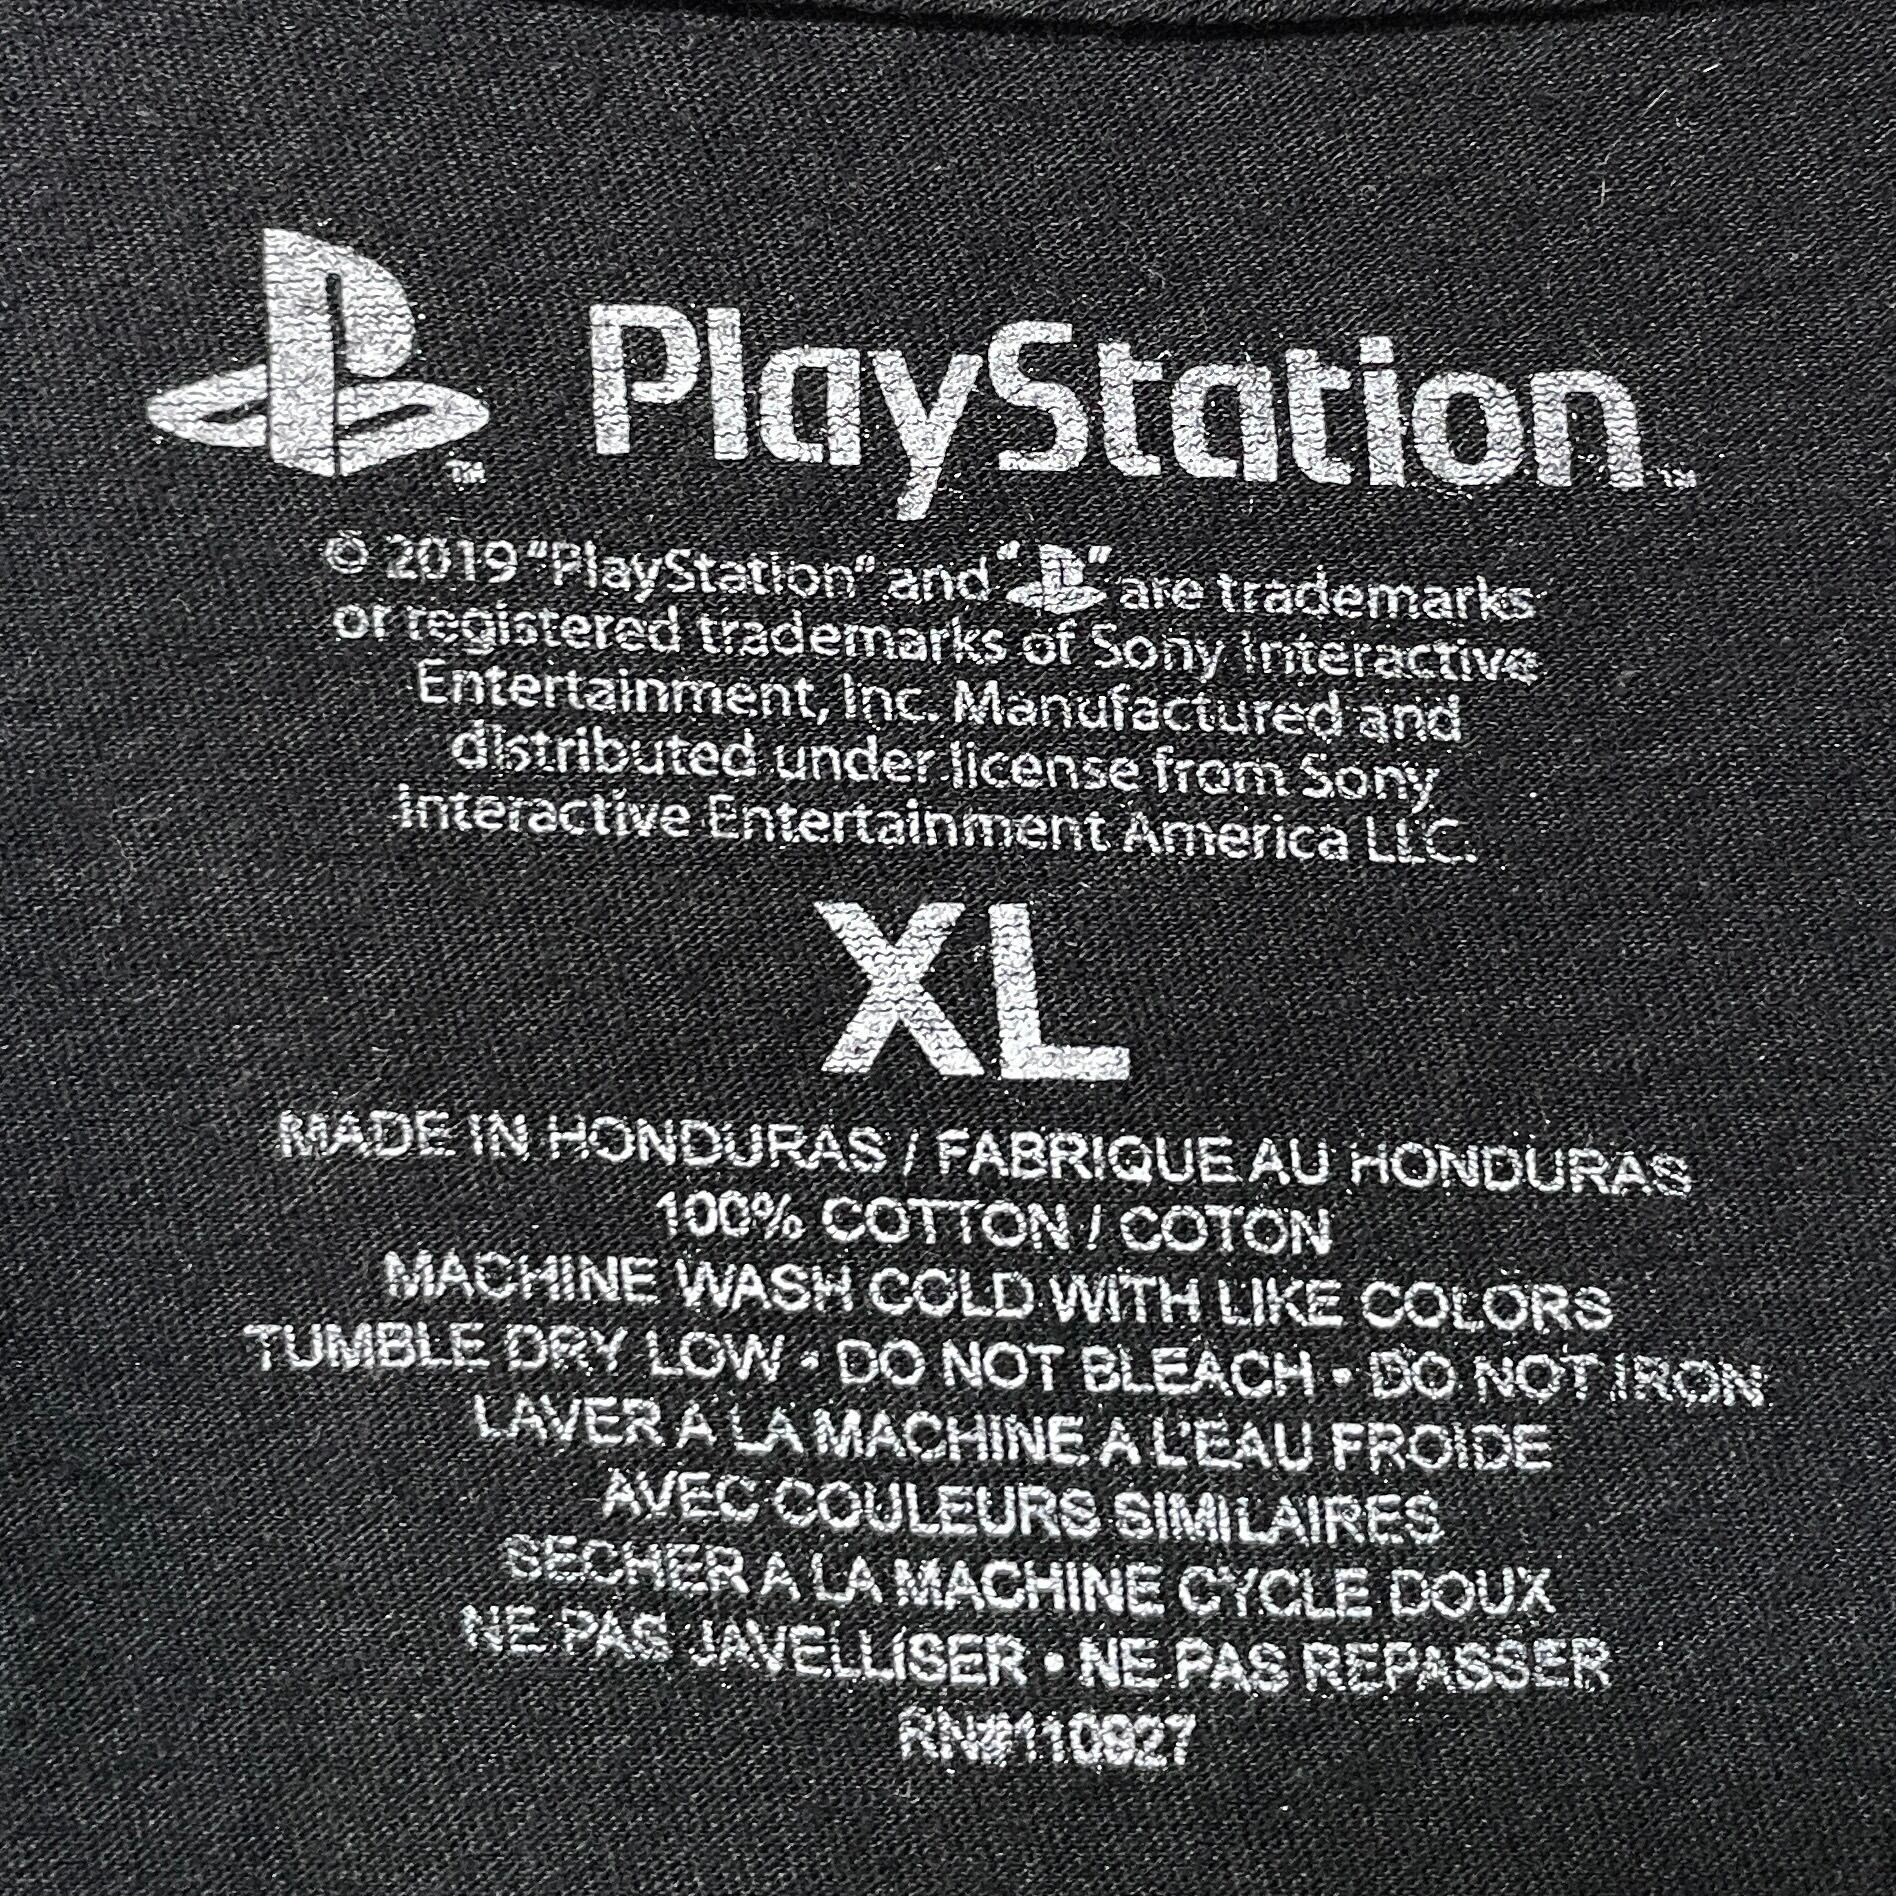 PlayStation™
© 2019 "PlayStation" and " " are trademarks
or registered trademarks of Sony Interactive
Entertainment, Inc. Manufactured and
distributed under license from Sony
Interactive Entertainment America LLC.
XL
MADE IN HONDURAS / FABRIQUE AU HONDURAS
100% COTTON / COTON
MACHINE WASH COLD WITH LIKE COLORS
TUMBLE DRY LOW • DO NOT BLEACH • DO NOT IRON
LAVER A LA MACHINE A L'EAU FROIDE
AVEC COULEURS SIMILAIRES
SECHER A LA MACHINE CYCLE DOUX
NE PAS JAVELLISER • NE PAS REPASSER